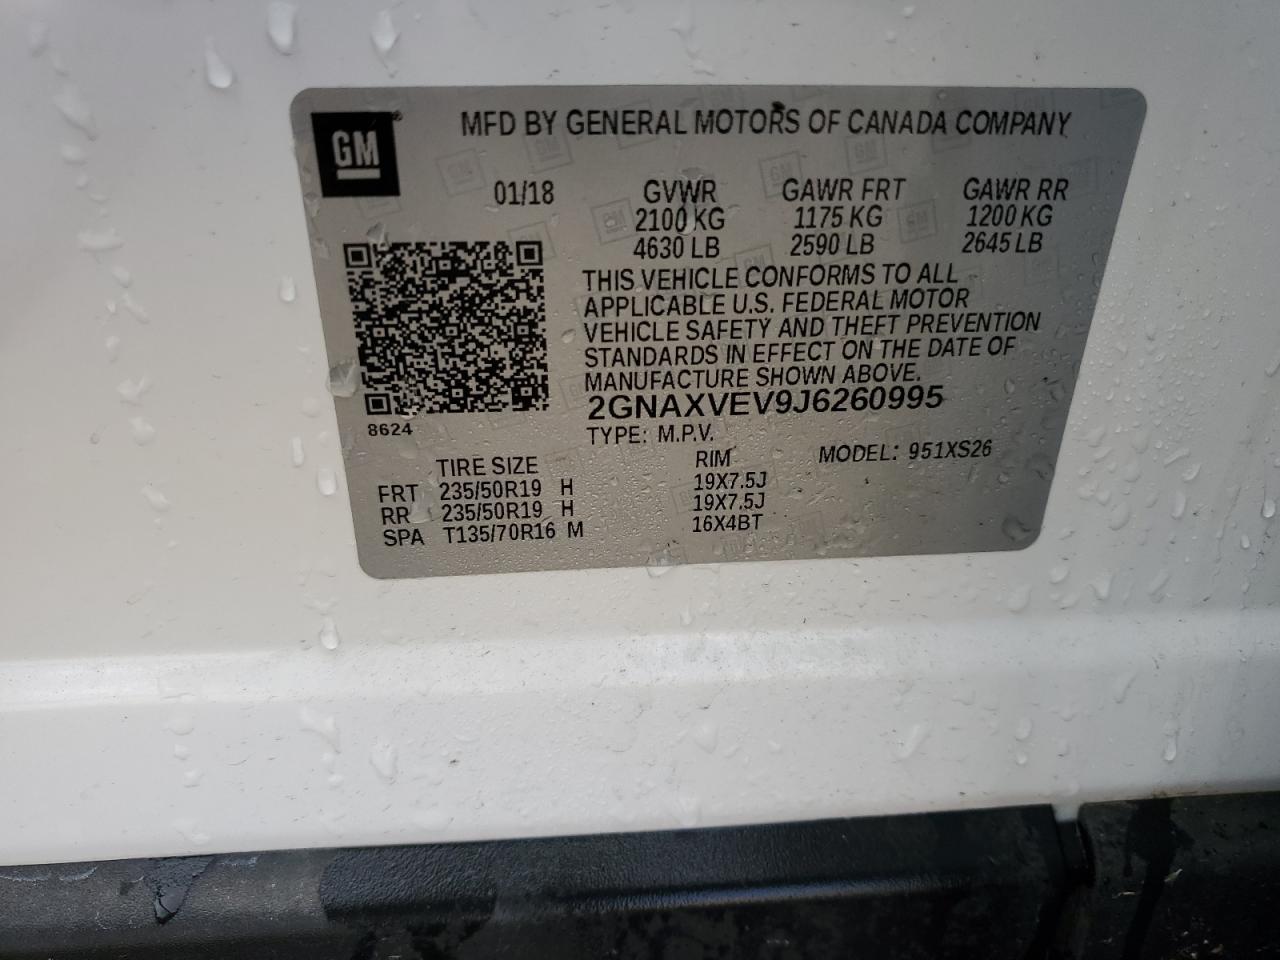 GM
MFD BY GENERAL MOTORS OF CANADA COMPANY
01/18 GVWR GAWR FRT GAWR RR
2100 KG 1175 KG 1200 KG
4630 LB 2590 LB 2645 LB
THIS VEHICLE CONFORMS TO ALL
APPLICABLE U.S. FEDERAL MOTOR
VEHICLE SAFETY AND THEFT PREVENTION
STANDARDS IN EFFECT ON THE DATE OF
MANUFACTURE SHOWN ABOVE.
2GNAXVEV9J6260995
8624
TYPE: M.P.V.
TIRE SIZE RIM MODEL: 951XS26
FRT 235/50R19 H 19X7.5J
RR 235/50R19 H 19X7.5J
SPA T135/70R16 M 16X4BT